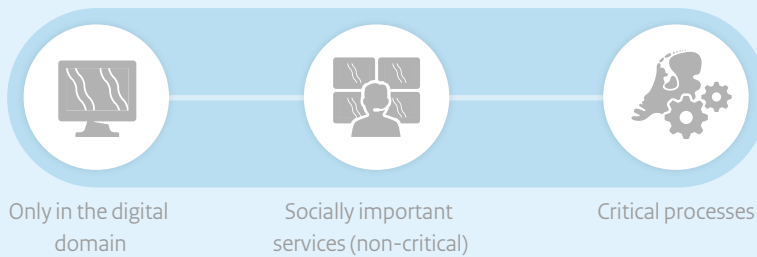 Only in the digital
domain
Socially important
services (non-critical)
Critical processes